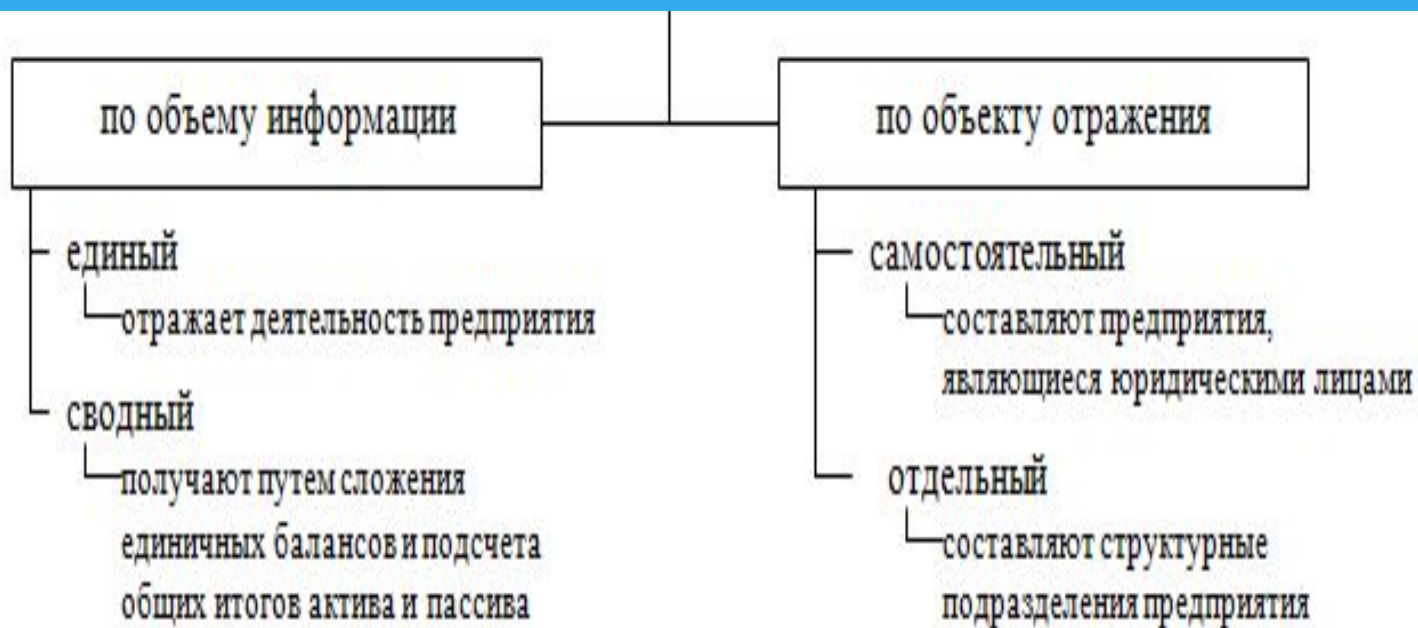 по объему информации
единый
отражает деятельность предприятия
сводный
получают путем сложения
единичных балансов и подсчета
общих итогов актива и пассива
по объекту отражения
самостоятельный
составляют предприятия,
являющиеся юридическими лицами
отдельный
составляют структурные
подразделения предприятия